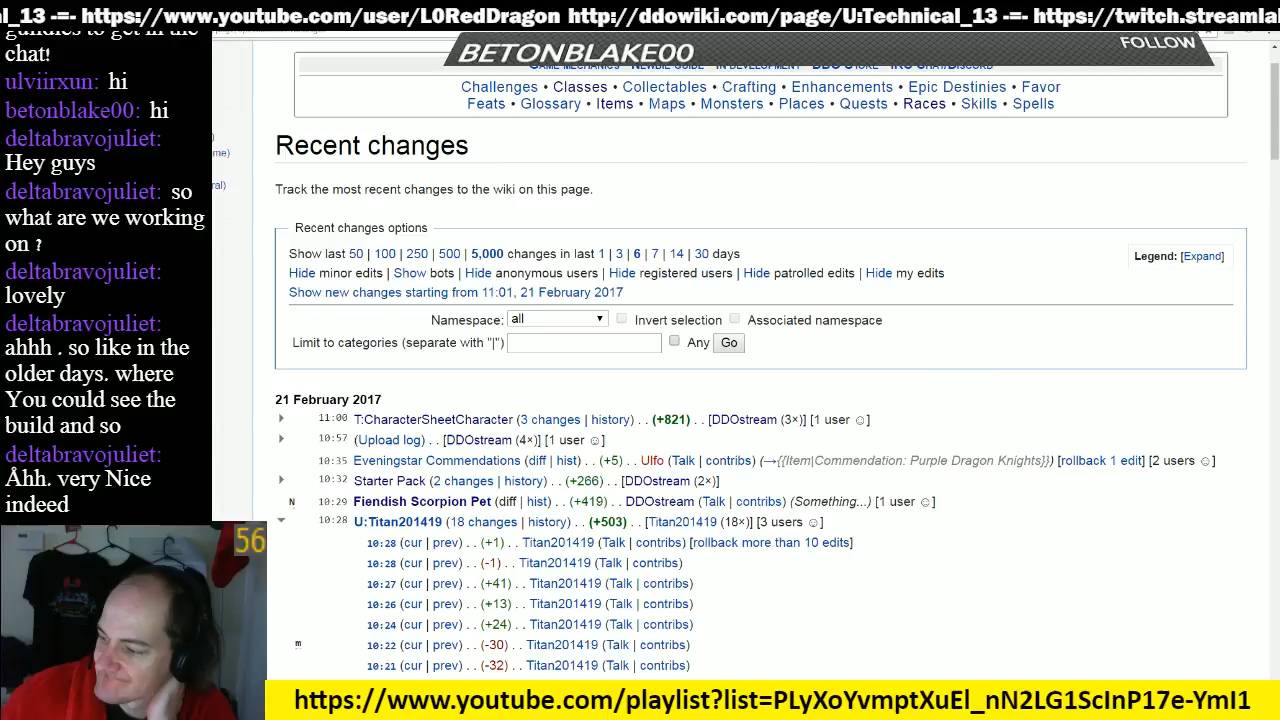 l_13 -=- https://www.youtube.com/user/L0RedDragon http://ddowiki.com/page/U:Technical_13 -=- https://twitch.streamla
gundies to get in the
chat!
ulviirxun: hi
betonblake00: hi
deltabravojuliet:
Hey guys
deltabravojuliet: so
what are we working
on ?
deltabravojuliet:
lovely
deltabravojuliet:
ahhh . so like in the
older days. where
You could see the
build and so
deltabravojuliet:
Åhh. very Nice
indeed
56
BETONBLAKE00
FOLLOW
Challenges • Classes • Collectables • Crafting • Enhancements • Epic Destinies • Favor
Feats • Glossary • Items • Maps • Monsters • Places • Quests • Races • Skills • Spells
Recent changes
Track the most recent changes to the wiki on this page.
Recent changes options
Show last 50 | 100 | 250 | 500 | 5,000 changes in last 1 | 3 | 6 | 7 | 14 | 30 days
Legend: [Expand]
Hide minor edits | Show bots | Hide anonymous users | Hide registered users | Hide patrolled edits | Hide my edits
Show new changes starting from 11:01, 21 February 2017
Namespace: all Invert selection Associated namespace
Limit to categories (separate with "|") Any Go
21 February 2017
11:00 T:CharacterSheetCharacter (3 changes | history) . . (+821) . . [DDOstream (3×)] [1 user ☺]
10:57 (Upload log) . . [DDOstream (4×)] [1 user ☺]
10:35 Eveningstar Commendations (diff | hist) . . (+5) . . Ulfo (Talk | contribs) (→{{Item|Commendation: Purple Dragon Knights}}) [rollback 1 edit] [2 users ☺]
10:32 Starter Pack (2 changes | history) . . (+266) . . [DDOstream (2×)]
N 10:29 Fiendish Scorpion Pet (diff | hist) . . (+419) . . DDOstream (Talk | contribs) (Something...) [1 user ☺]
10:28 U:Titan201419 (18 changes | history) . . (+503) . . [Titan201419 (18×)] [3 users ☺]
10:28 (cur | prev) . . (+1) . . Titan201419 (Talk | contribs) [rollback more than 10 edits]
10:28 (cur | prev) . . (-1) . . Titan201419 (Talk | contribs)
10:27 (cur | prev) . . (+41) . . Titan201419 (Talk | contribs)
10:26 (cur | prev) . . (+13) . . Titan201419 (Talk | contribs)
10:24 (cur | prev) . . (+24) . . Titan201419 (Talk | contribs)
m 10:22 (cur | prev) . . (-30) . . Titan201419 (Talk | contribs)
10:21 (cur | prev) . . (-32) . . Titan201419 (Talk | contribs)
https://www.youtube.com/playlist?list=PLyXoYvmptXuEl_nN2LG1ScInP17e-YmI1